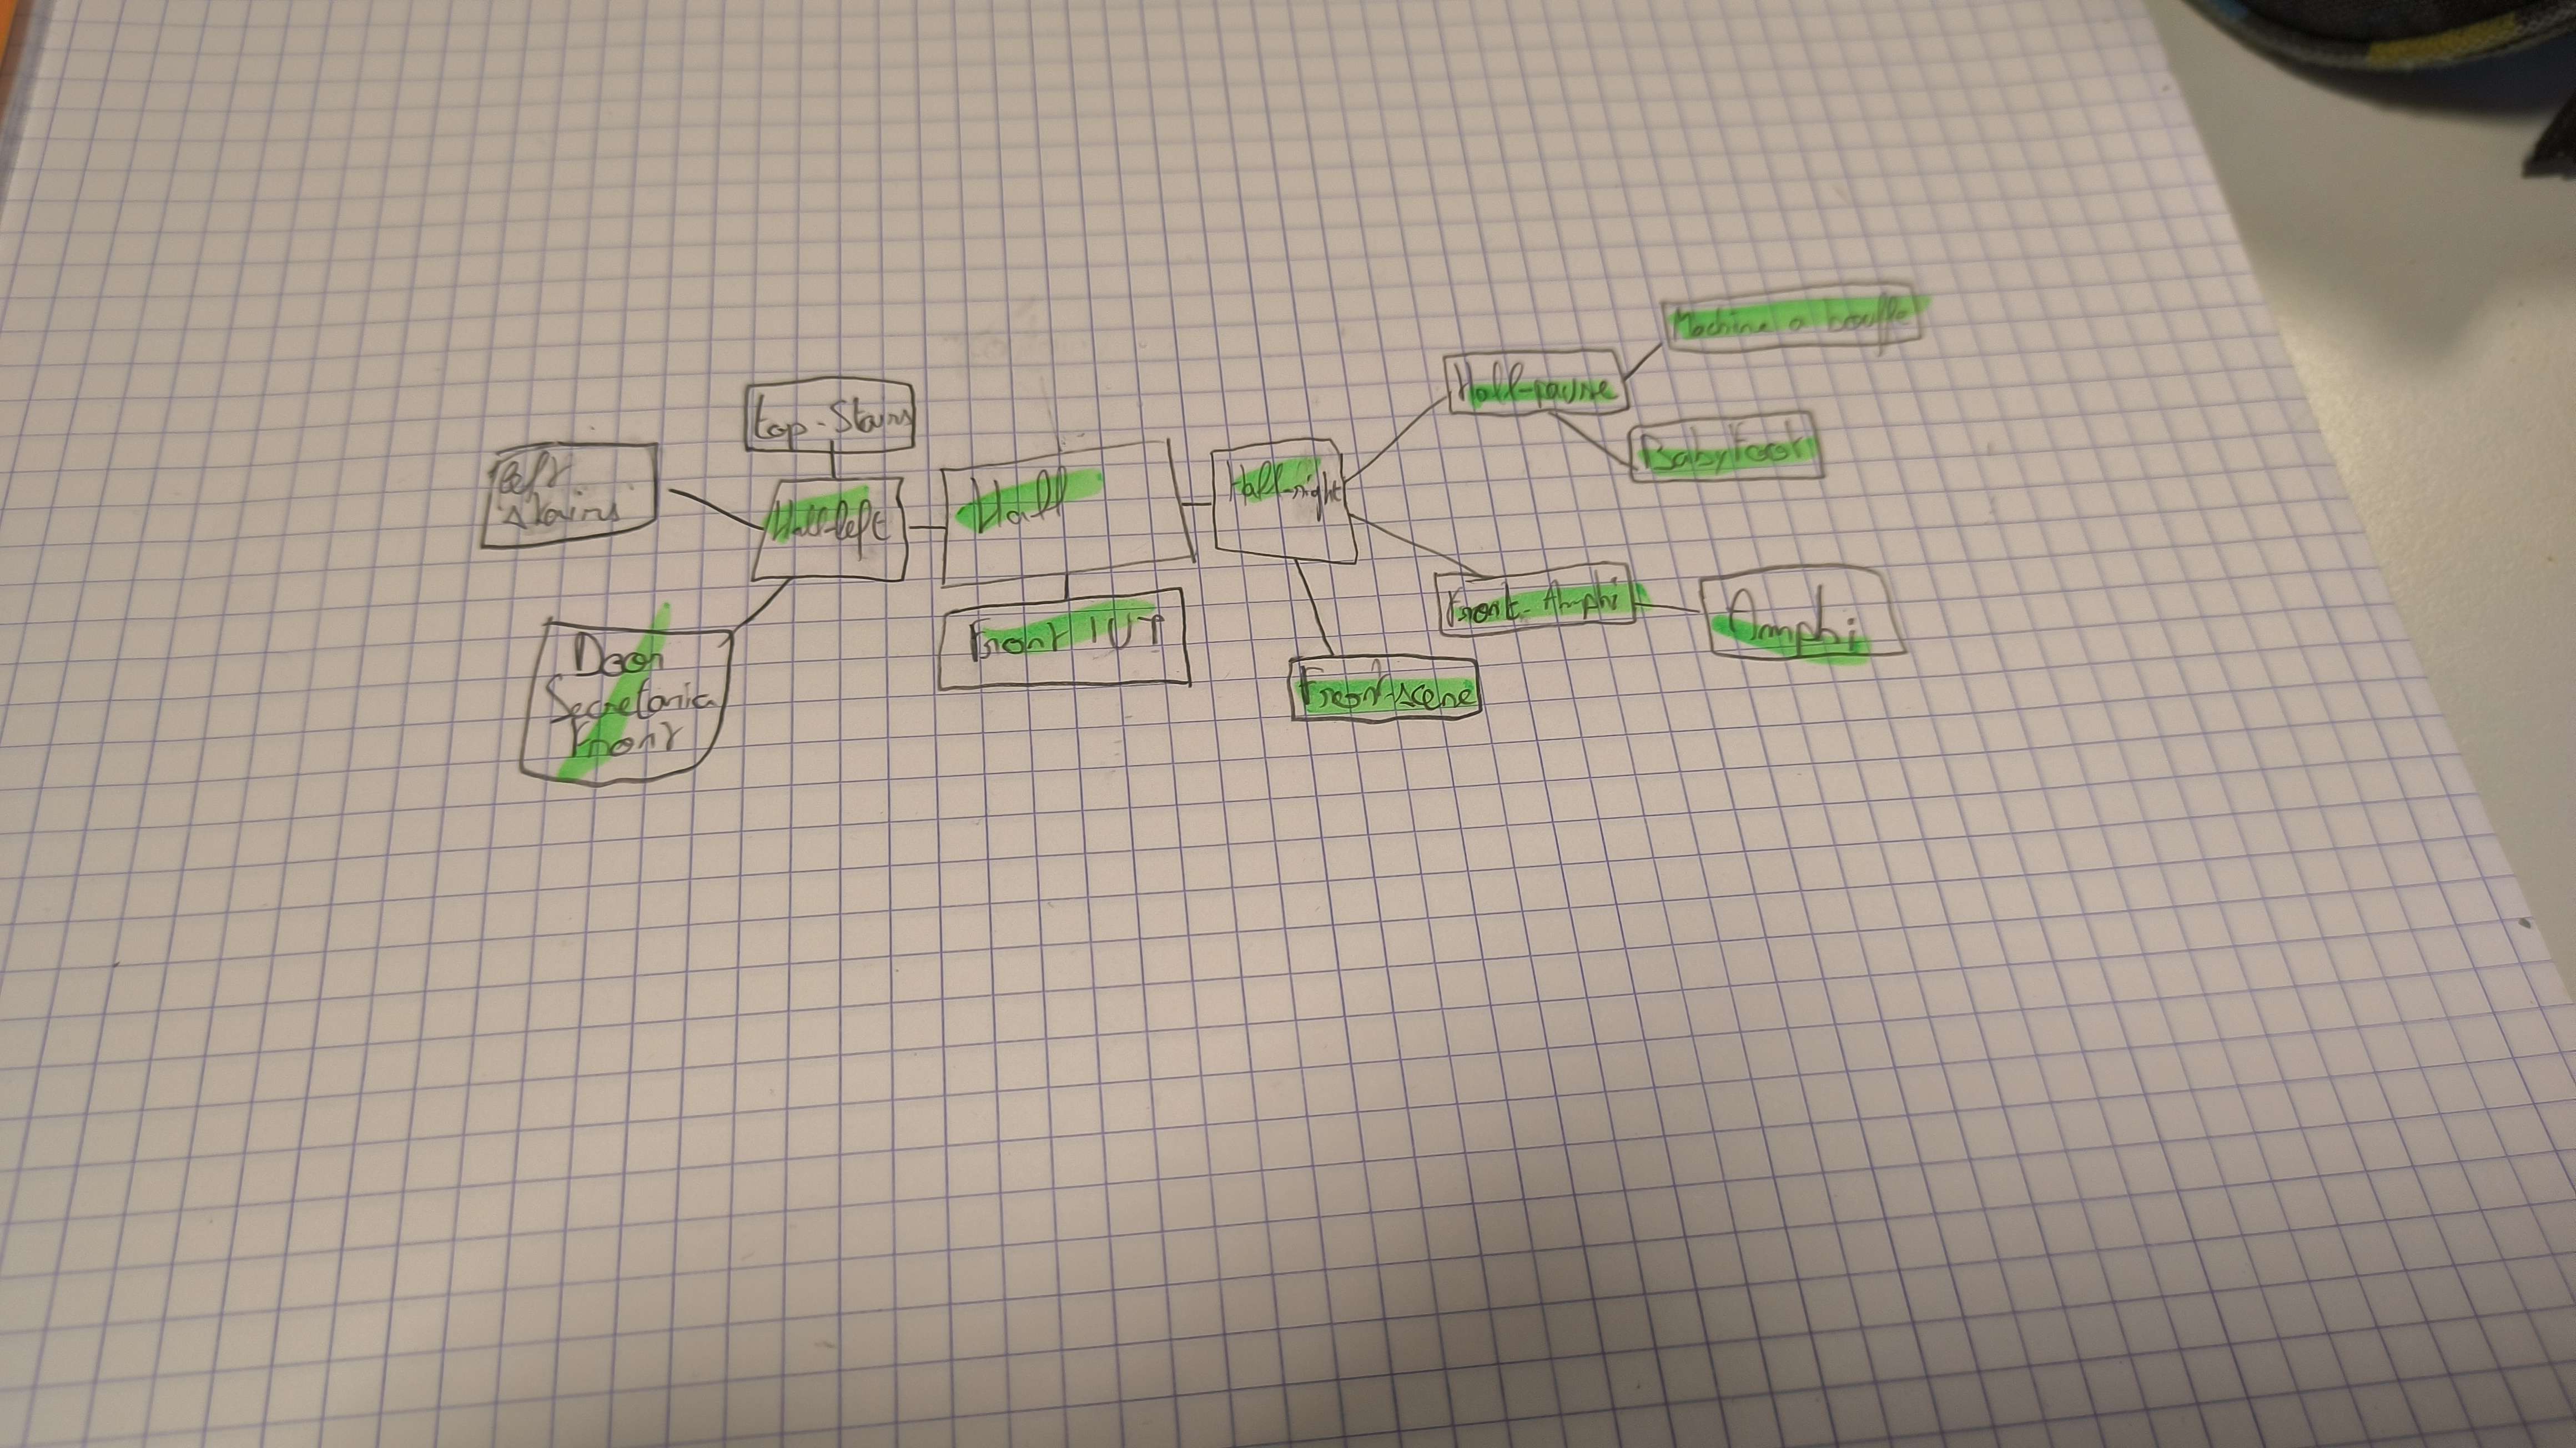 Machine a bouffe
Hall-pause
top-Stairs
BabyFoot
left
stairs
Hall-left
Hall
Hall-right
Front-Amphi
Amphi
Front IUT
Door
Secretaria
Front
Front-scene